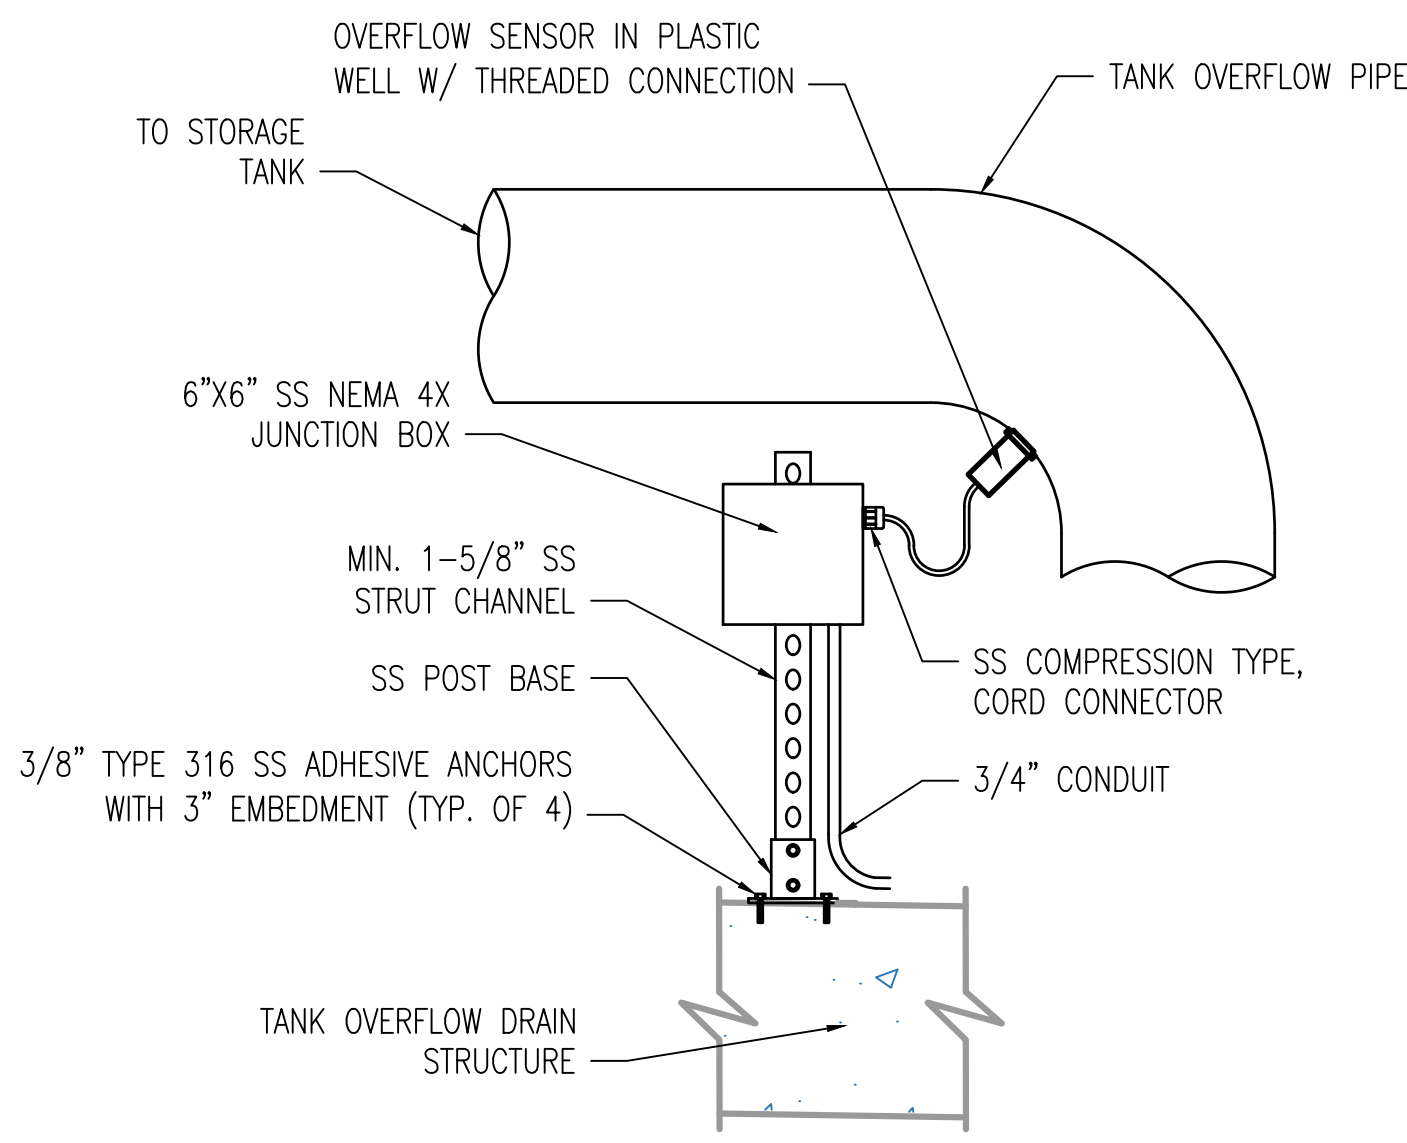 OVERFLOW SENSOR IN PLASTIC
WELL W/ THREADED CONNECTION
TANK OVERFLOW PIPE
TO STORAGE
TANK
6”X6” SS NEMA 4X
JUNCTION BOX
MIN. 1-5/8” SS
STRUT CHANNEL
SS POST BASE
SS COMPRESSION TYPE,
CORD CONNECTOR
3/8” TYPE 316 SS ADHESIVE ANCHORS
WITH 3” EMBEDMENT (TYP. OF 4)
3/4” CONDUIT
TANK OVERFLOW DRAIN
STRUCTURE